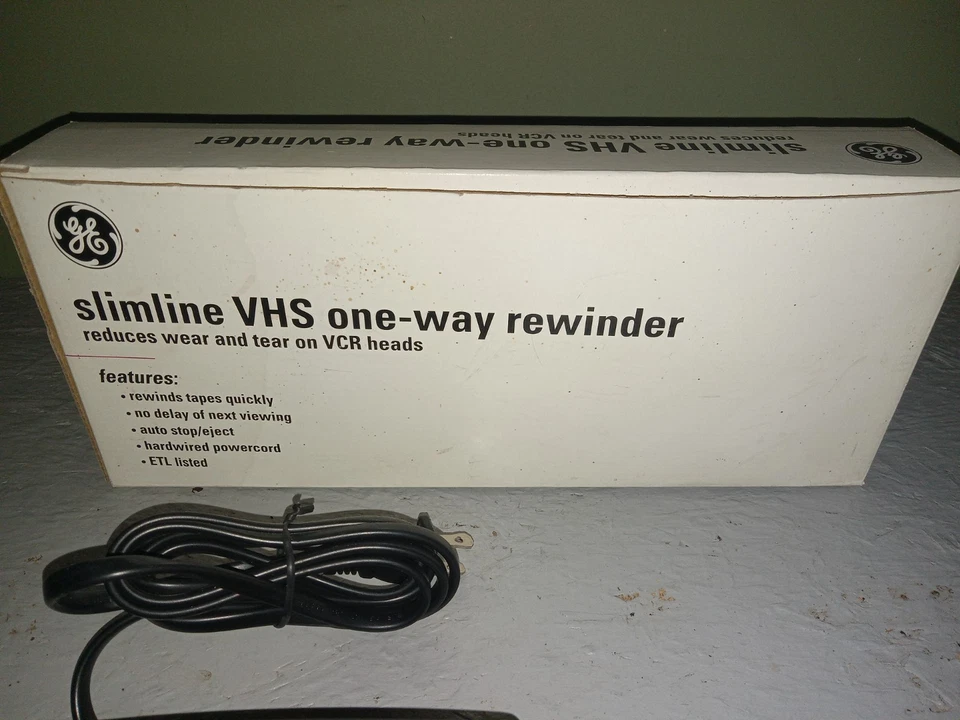 slimline VHS one-way rewinder
reduces wear and tear on VCR heads
GE
GE
slimline VHS one-way rewinder
reduces wear and tear on VCR heads
features:
• rewinds tapes quickly
• no delay of next viewing
• auto stop/eject
• hardwired powercord
• ETL listed